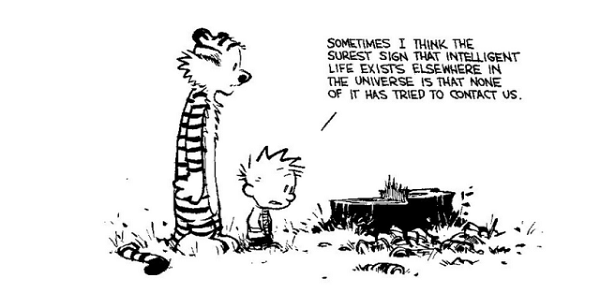 SOMETIMES I THINK THE
SUREST SIGN THAT INTELLIGENT
LIFE EXISTS ELSEWHERE IN
THE UNIVERSE IS THAT NONE
OF IT HAS TRIED TO CONTACT US.